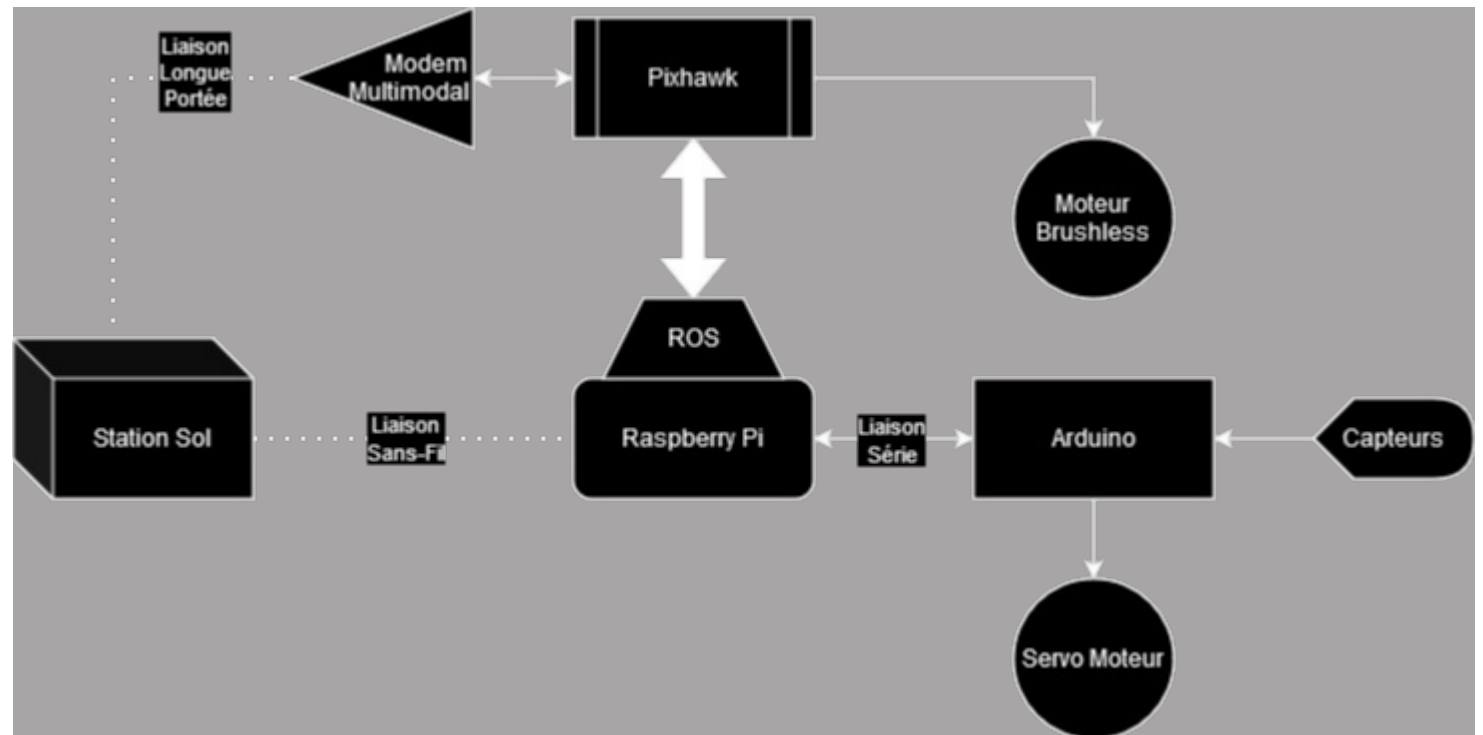 Liaison
Longue
Portée
Modem
Multimodal
Pixhawk
Moteur
Brushless
ROS
Station Sol
Liaison
Sans-Fil
Raspberry Pi
Liaison
Série
Arduino
Capteurs
Servo Moteur